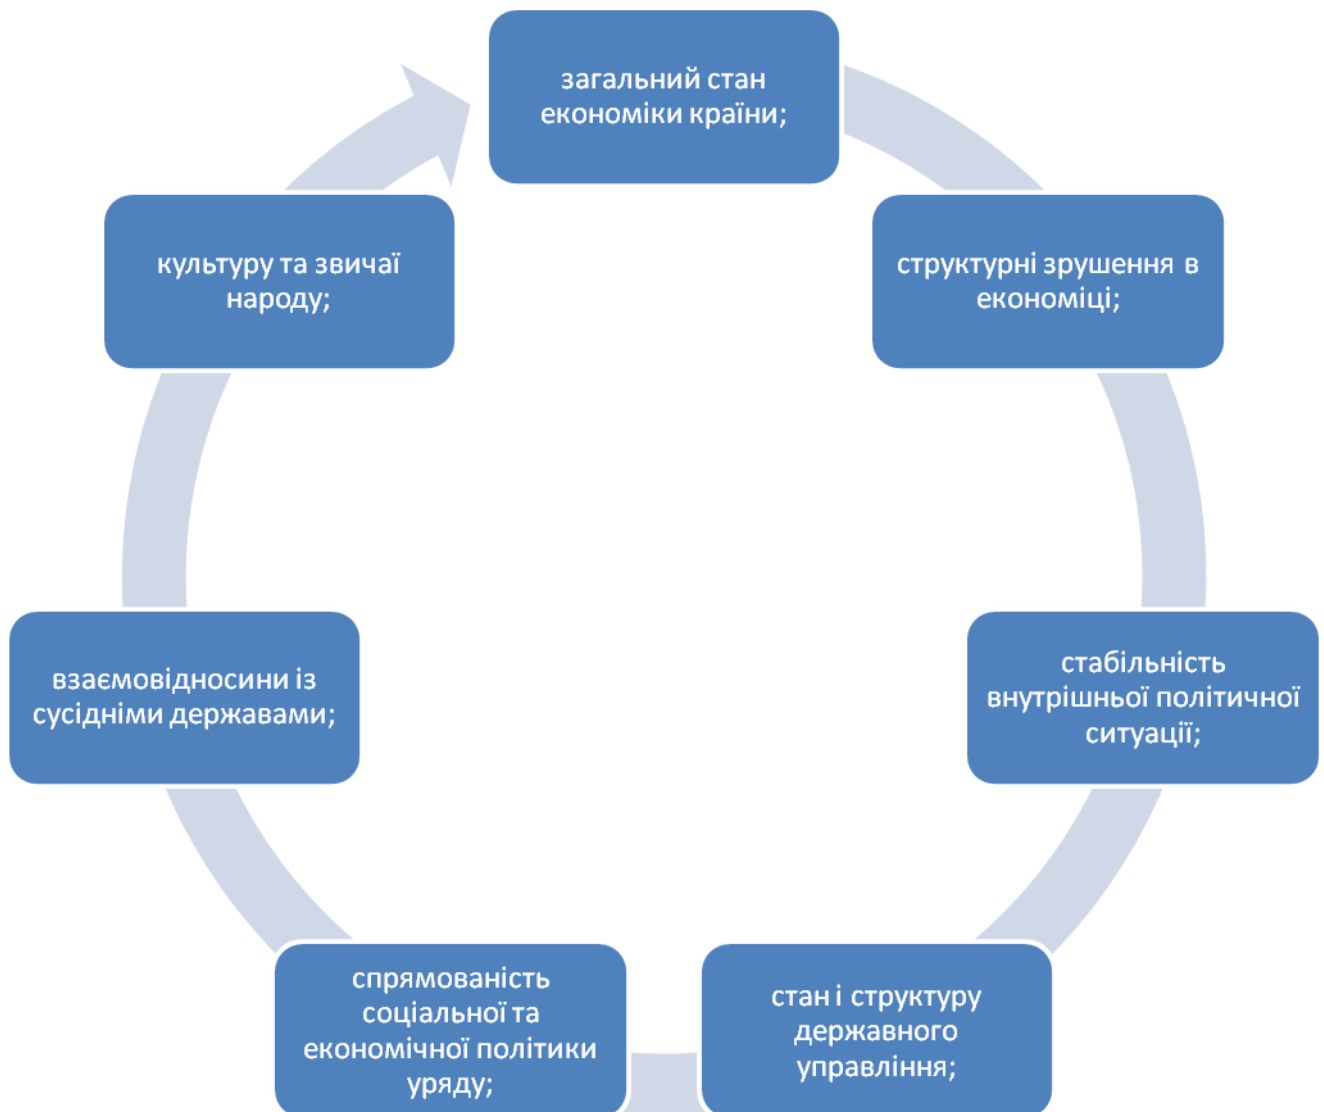 загальний стан
економіки країни;
структурні зрушення в
економіці;
стабільність
внутрішньої політичної
ситуації;
стан і структуру
державного
управління;
спрямованість
соціальної та
економічної політики
уряду;
взаємовідносини із
сусідніми державами;
культуру та звичаї
народу;